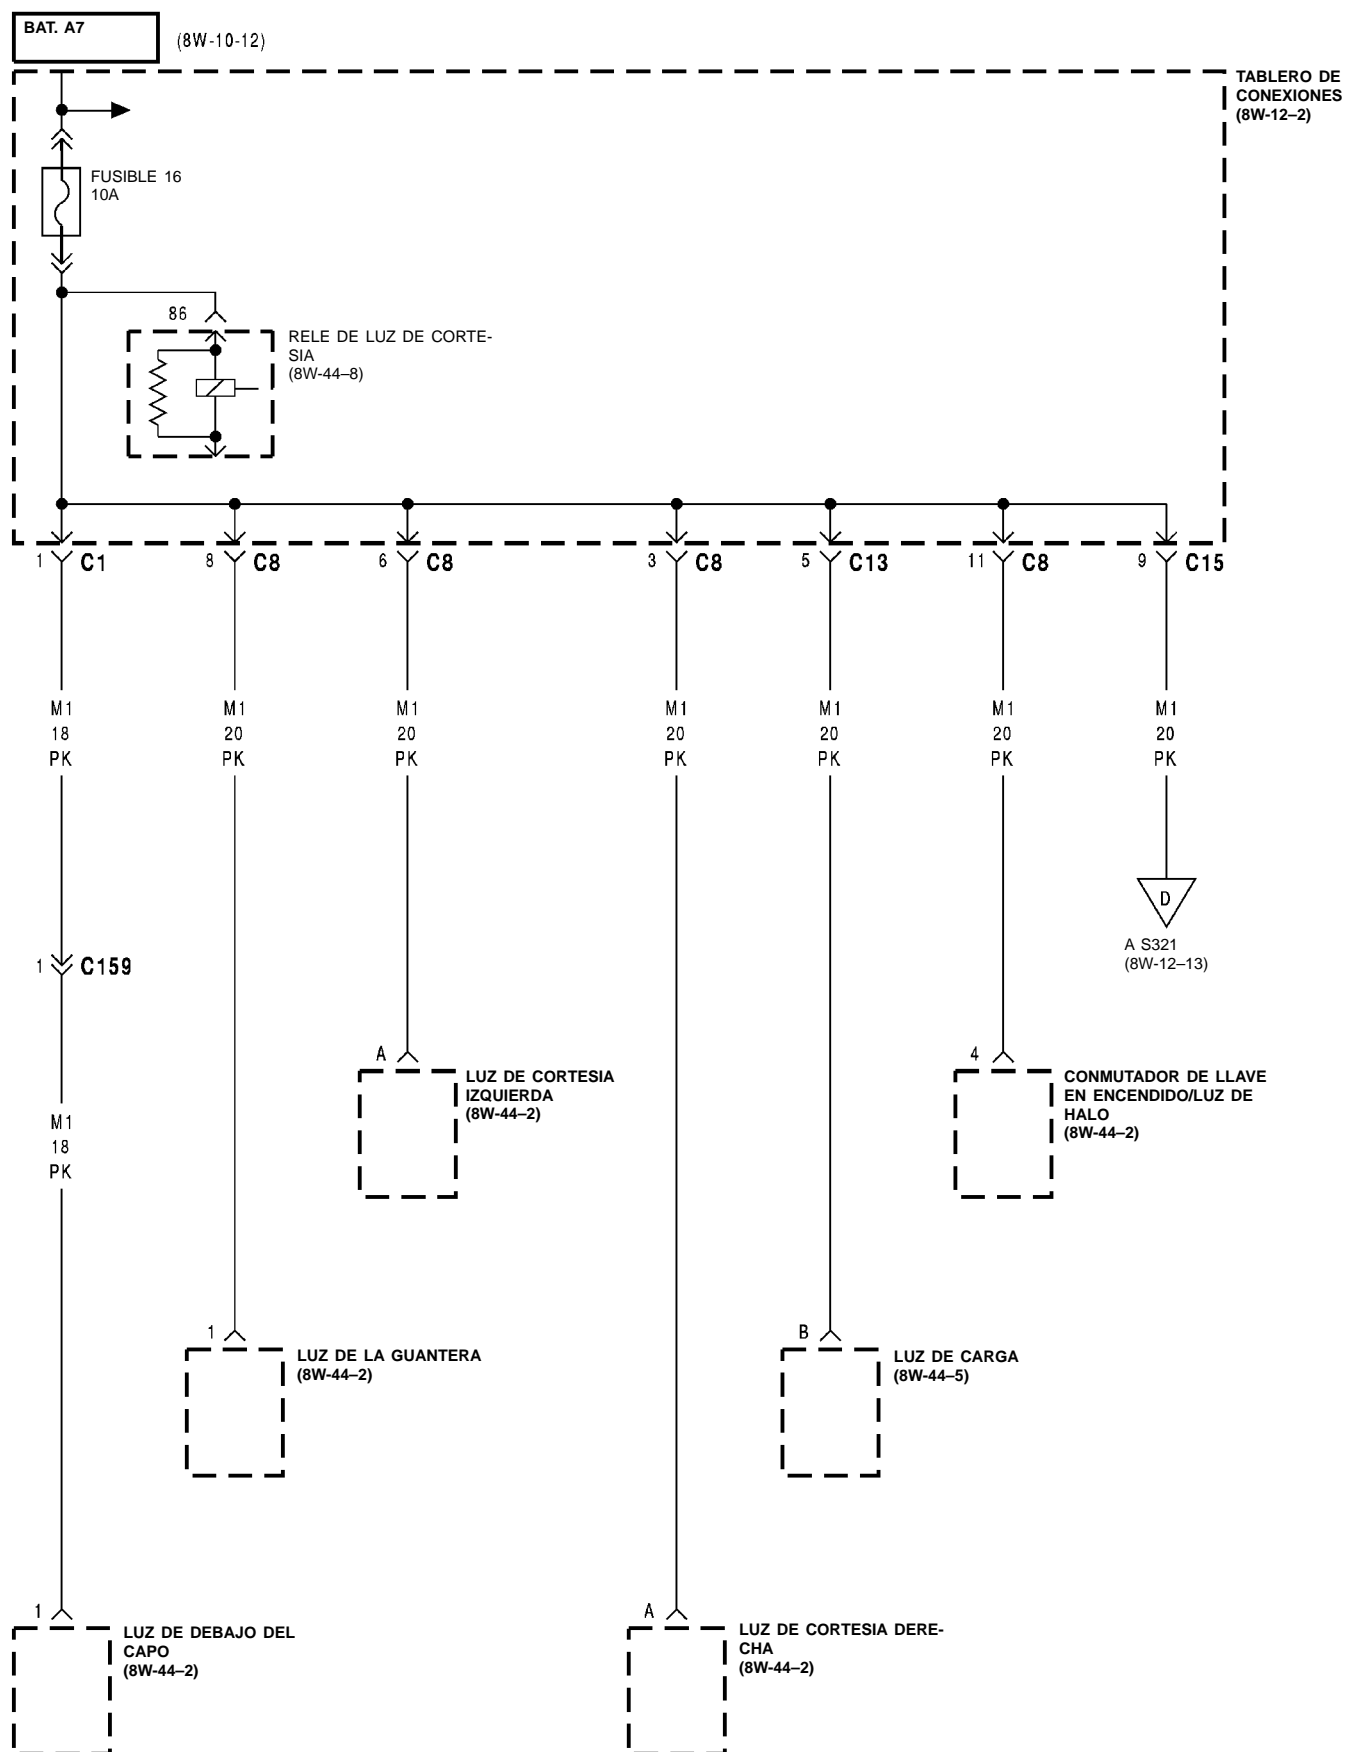 BAT. A7
(8W-10-12)
TABLERO DE
CONEXIONES
(8W-12–2)
FUSIBLE 16
10A
86
RELE DE LUZ DE CORTE-
SIA
(8W-44–8)
1 C1 8 C8 6 C8 3 C8 5 C13 11 C8 9 C15
M1 M1 M1 M1 M1 M1 M1
18 20 20 20 20 20 20
PK PK PK PK PK PK PK
D
A S321
(8W-12–13)
1 C159
A
LUZ DE CORTESIA
IZQUIERDA
(8W-44–2)
4
CONMUTADOR DE LLAVE
EN ENCENDIDO/LUZ DE
HALO
(8W-44–2)
M1
18
PK
1
LUZ DE LA GUANTERA
(8W-44–2)
B
LUZ DE CARGA
(8W-44–5)
1
LUZ DE DEBAJO DEL
CAPO
(8W-44–2)
A
LUZ DE CORTESIA DERE-
CHA
(8W-44–2)